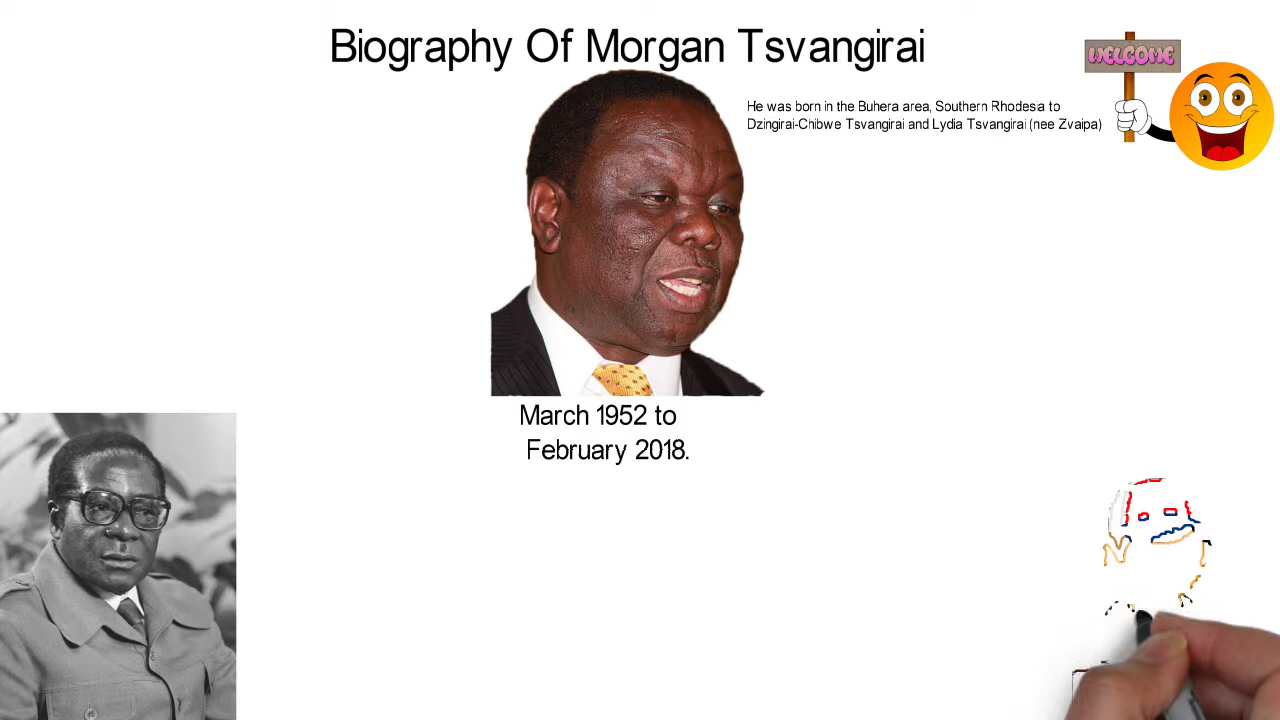 Biography Of Morgan Tsvangirai
WELCOME
He was born in the Buhera area, Southern Rhodesia to
Dzingirai-Chibwe Tsvangirai and Lydia Tsvangirai (nee Zvaipa)
March 1952 to
February 2018.